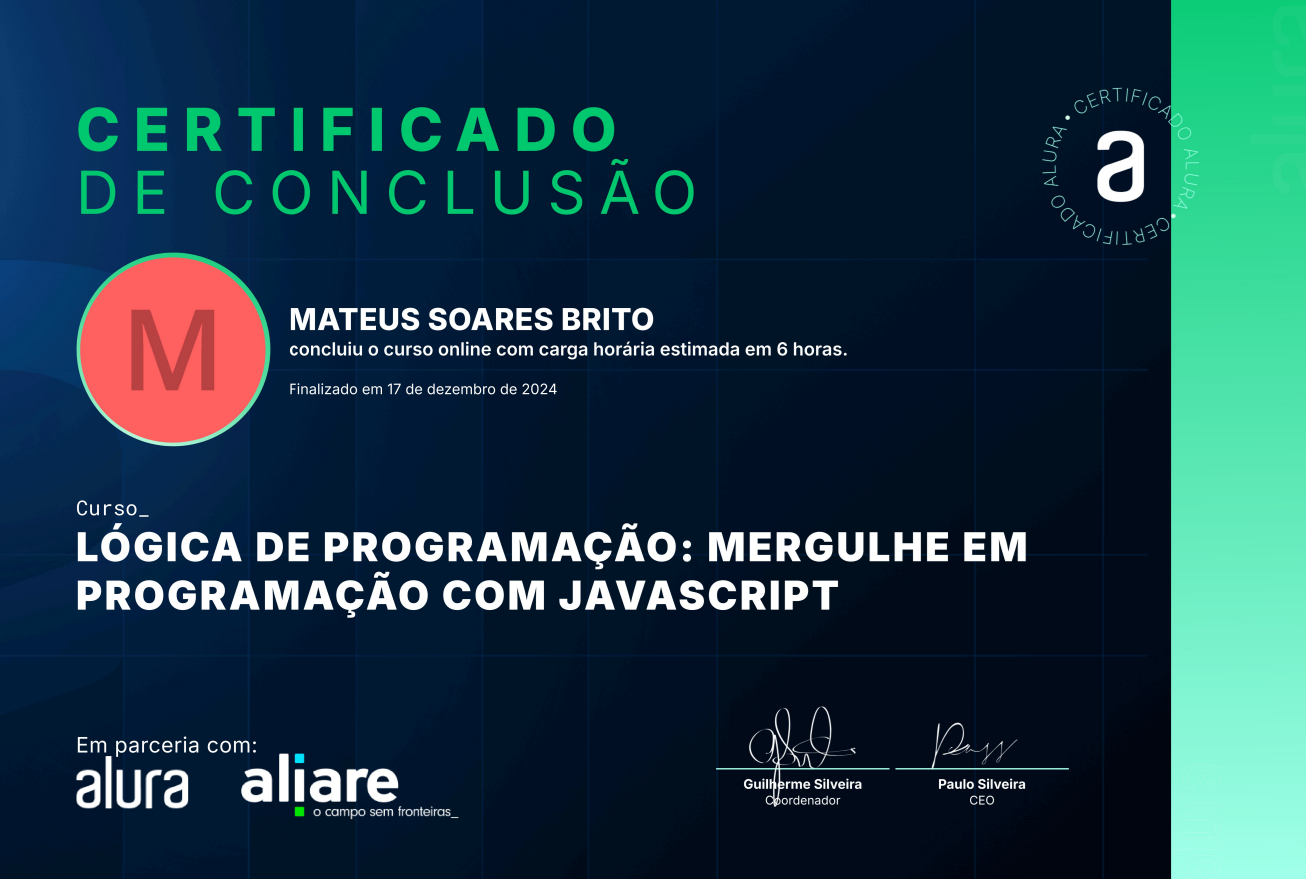 CERTIFICADO
DE CONCLUSÃO
CERTIFICADO ALURA • CERTIFICADO ALURA •
a
alura
M
MATEUS SOARES BRITO
concluiu o curso online com carga horária estimada em 6 horas.
Finalizado em 17 de dezembro de 2024
Curso_
LÓGICA DE PROGRAMAÇÃO: MERGULHE EM
PROGRAMAÇÃO COM JAVASCRIPT
Em parceria com:
alura
aliare
o campo sem fronteiras_
Guilherme Silveira
Coordenador
Paulo Silveira
CEO